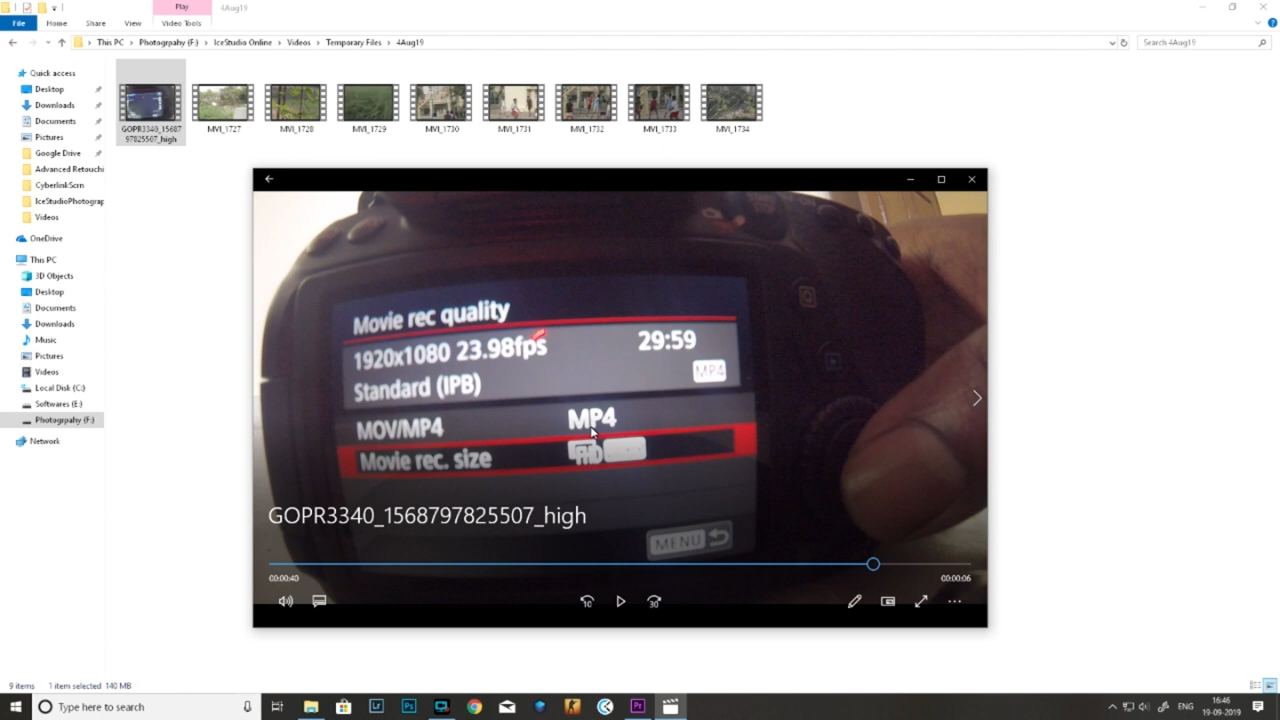 Play
4Aug19
File
Home
Share
View
Video Tools
This PC
Photogrpahy (F:)
IceStudio Online
Videos
Temporary Files
4Aug19
Search 4Aug19
Quick access
Desktop
Downloads
Documents
Pictures
Google Drive
Advanced Retouchi
CyberlinkScrn
IceStudioPhotograp
Videos
OneDrive
This PC
3D Objects
Desktop
Documents
Downloads
Music
Pictures
Videos
Local Disk (C:)
Softwares (E:)
Photogrpahy (F:)
Network
GOPR3340_15687
97825507_high
MVI_1727
MVI_1728
MVI_1729
MVI_1730
MVI_1731
MVI_1732
MVI_1733
MVI_1734
Movie rec quality
1920x1080 23.98fps
29:59
Standard (IPB)
MP4
MOV/MP4
MP4
Movie rec. size
MENU
GOPR3340_1568797825507_high
00:00:40
00:00:06
10
30
9 items
1 item selected 140 MB
Type here to search
ENG
16:46
19-09-2019